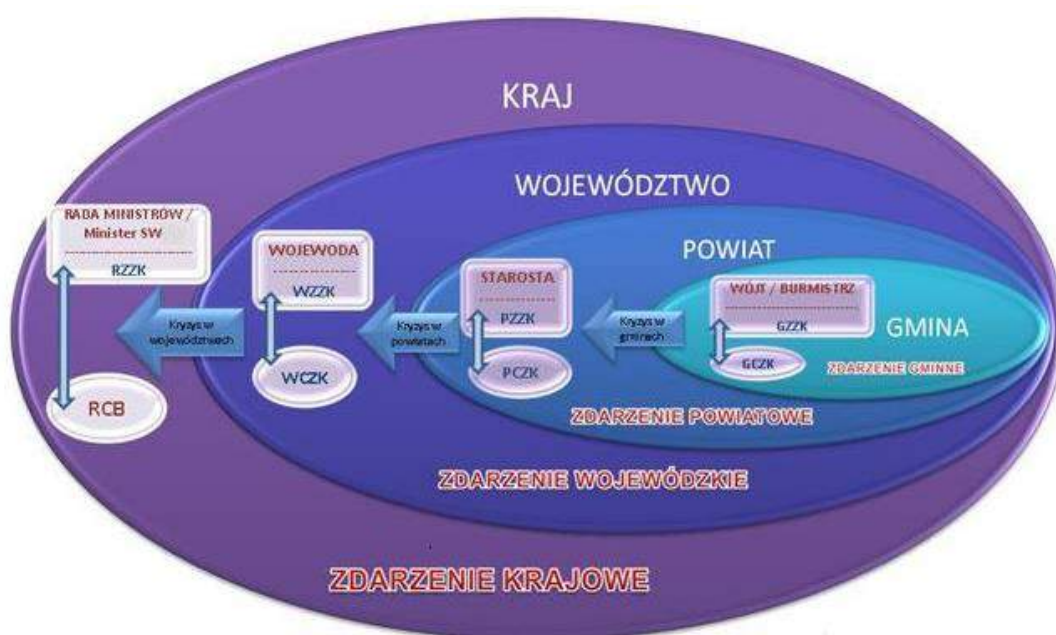 KRAJ
WOJEWÓDZTWO
POWIAT
GMINA
RADA MINISTRÓW /
Minister SW
RZZK
RCB
Kryzys w
województwach
WOJEWODA
WZZK
WCZK
Kryzys w
powiatach
STAROSTA
PZZK
PCZK
Kryzys w
gminach
WÓJT / BURMISTRZ
GZZK
GCZK
ZDARZENIE GMINNE
ZDARZENIE POWIATOWE
ZDARZENIE WOJEWÓDZKIE
ZDARZENIE KRAJOWE